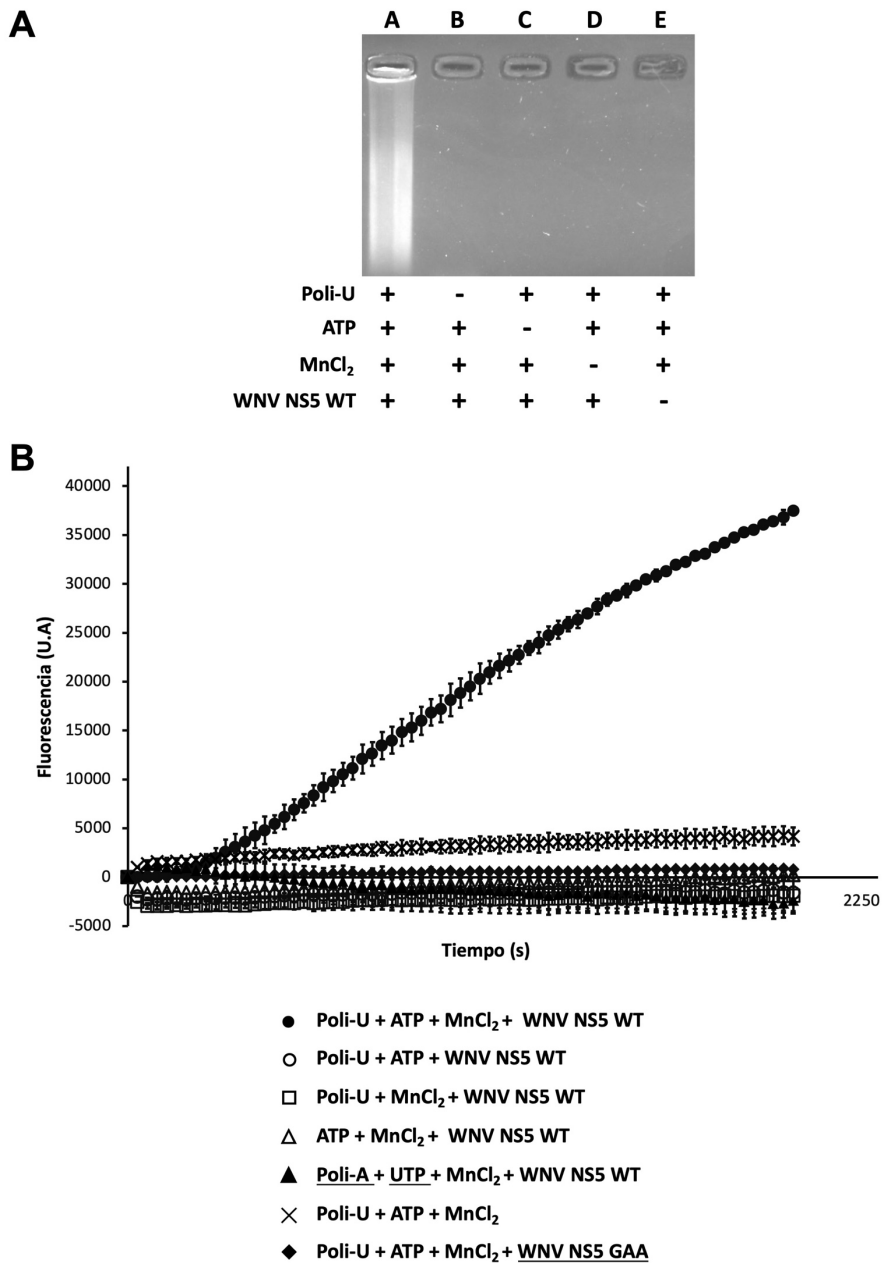 A
A B C D E
Poli-U + - + + +
ATP + + - + +
MnCl₂ + + + - +
WNV NS5 WT + + + + -
B
40000
35000
30000
25000
20000
15000
10000
5000
0
-5000
Fluorescencia (U.A)
0 2250
Tiempo (s)
Poli-U + ATP + MnCl₂ + WNV NS5 WT
Poli-U + ATP + WNV NS5 WT
Poli-U + MnCl₂ + WNV NS5 WT
ATP + MnCl₂ + WNV NS5 WT
Poli-A + UTP + MnCl₂ + WNV NS5 WT
Poli-U + ATP + MnCl₂
Poli-U + ATP + MnCl₂ + WNV NS5 GAA